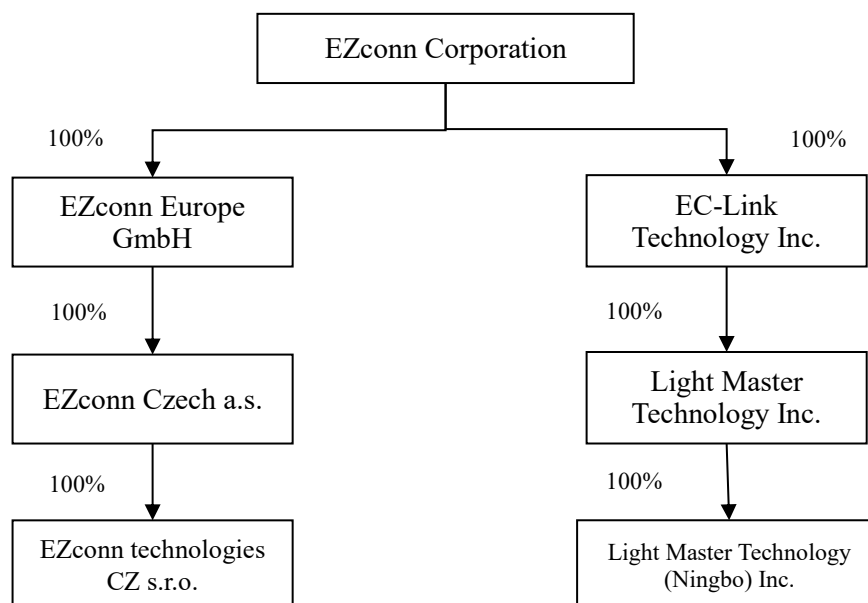 EZconn Corporation
100%
100%
EZconn Europe
GmbH
EC-Link
Technology Inc.
100%
100%
EZconn Czech a.s.
Light Master
Technology Inc.
100%
100%
EZconn technologies
CZ s.r.o.
Light Master Technology
(Ningbo) Inc.